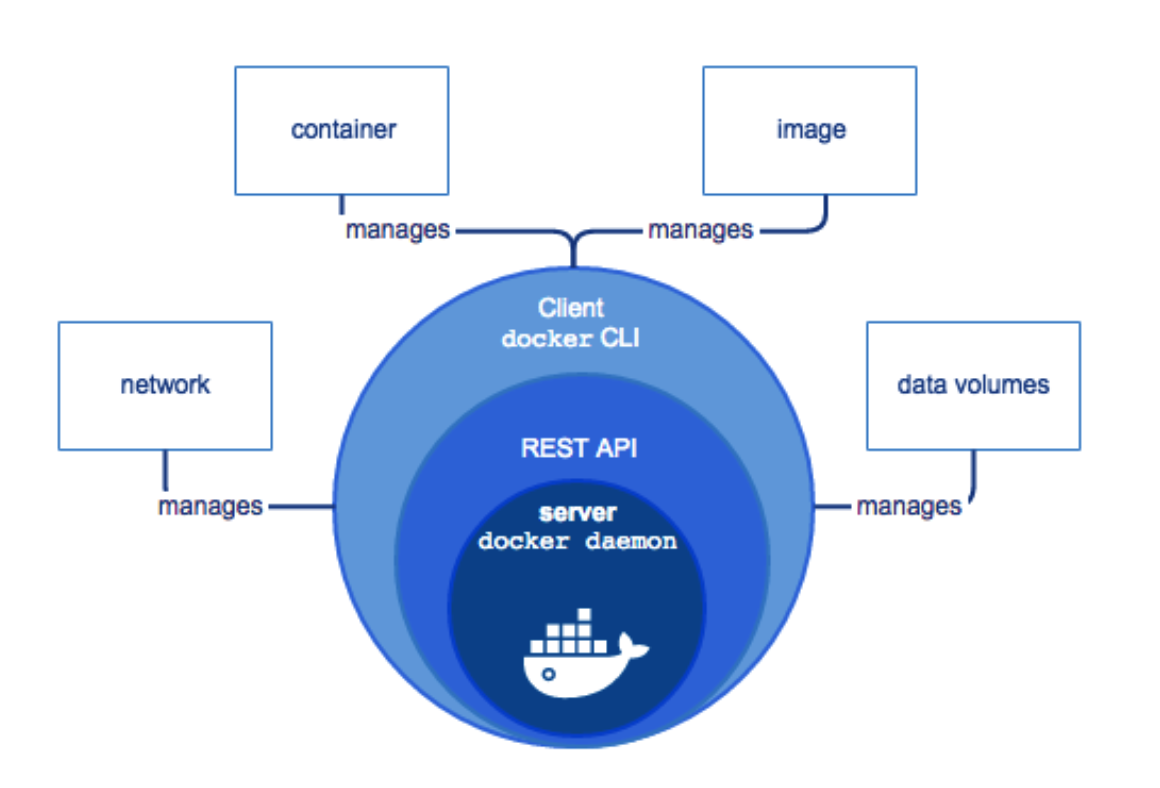 container
image
manages
manages
Client
docker CLI
network
data volumes
REST API
manages
manages
server
docker daemon